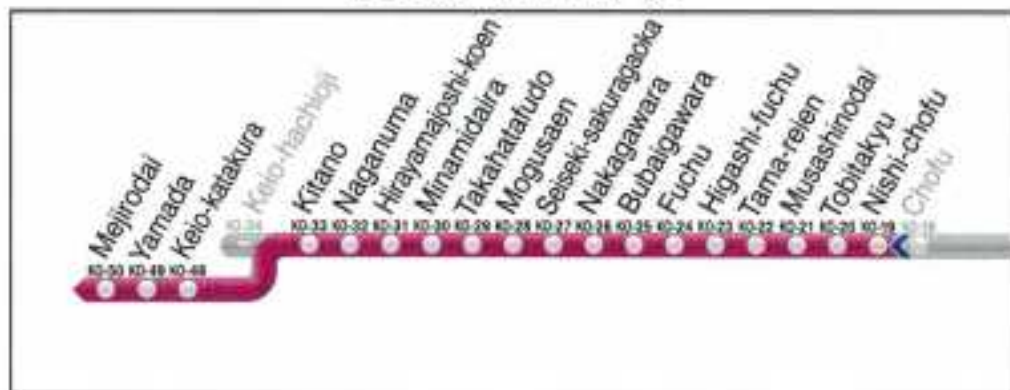 Mejirodai
Yamada
Keio-katakura
Keio-hachioji
Kitano
Naganuma
Hirayamajoshi-koen
Minamidaira
Takahatafudo
Mogusaen
Seiseki-sakuragaoka
Nakagawara
Bubaigawara
Fuchu
Higashi-fuchu
Tama-reien
Musashinodai
Tobitakyu
Nishi-chofu
Chofu
KO-34 KO-33 KO-32 KO-31 KO-30 KO-29 KO-28 KO-27 KO-26 KO-25 KO-24 KO-23 KO-22 KO-21 KO-20 KO-19 KO-18
KO-50 KO-49 KO-48